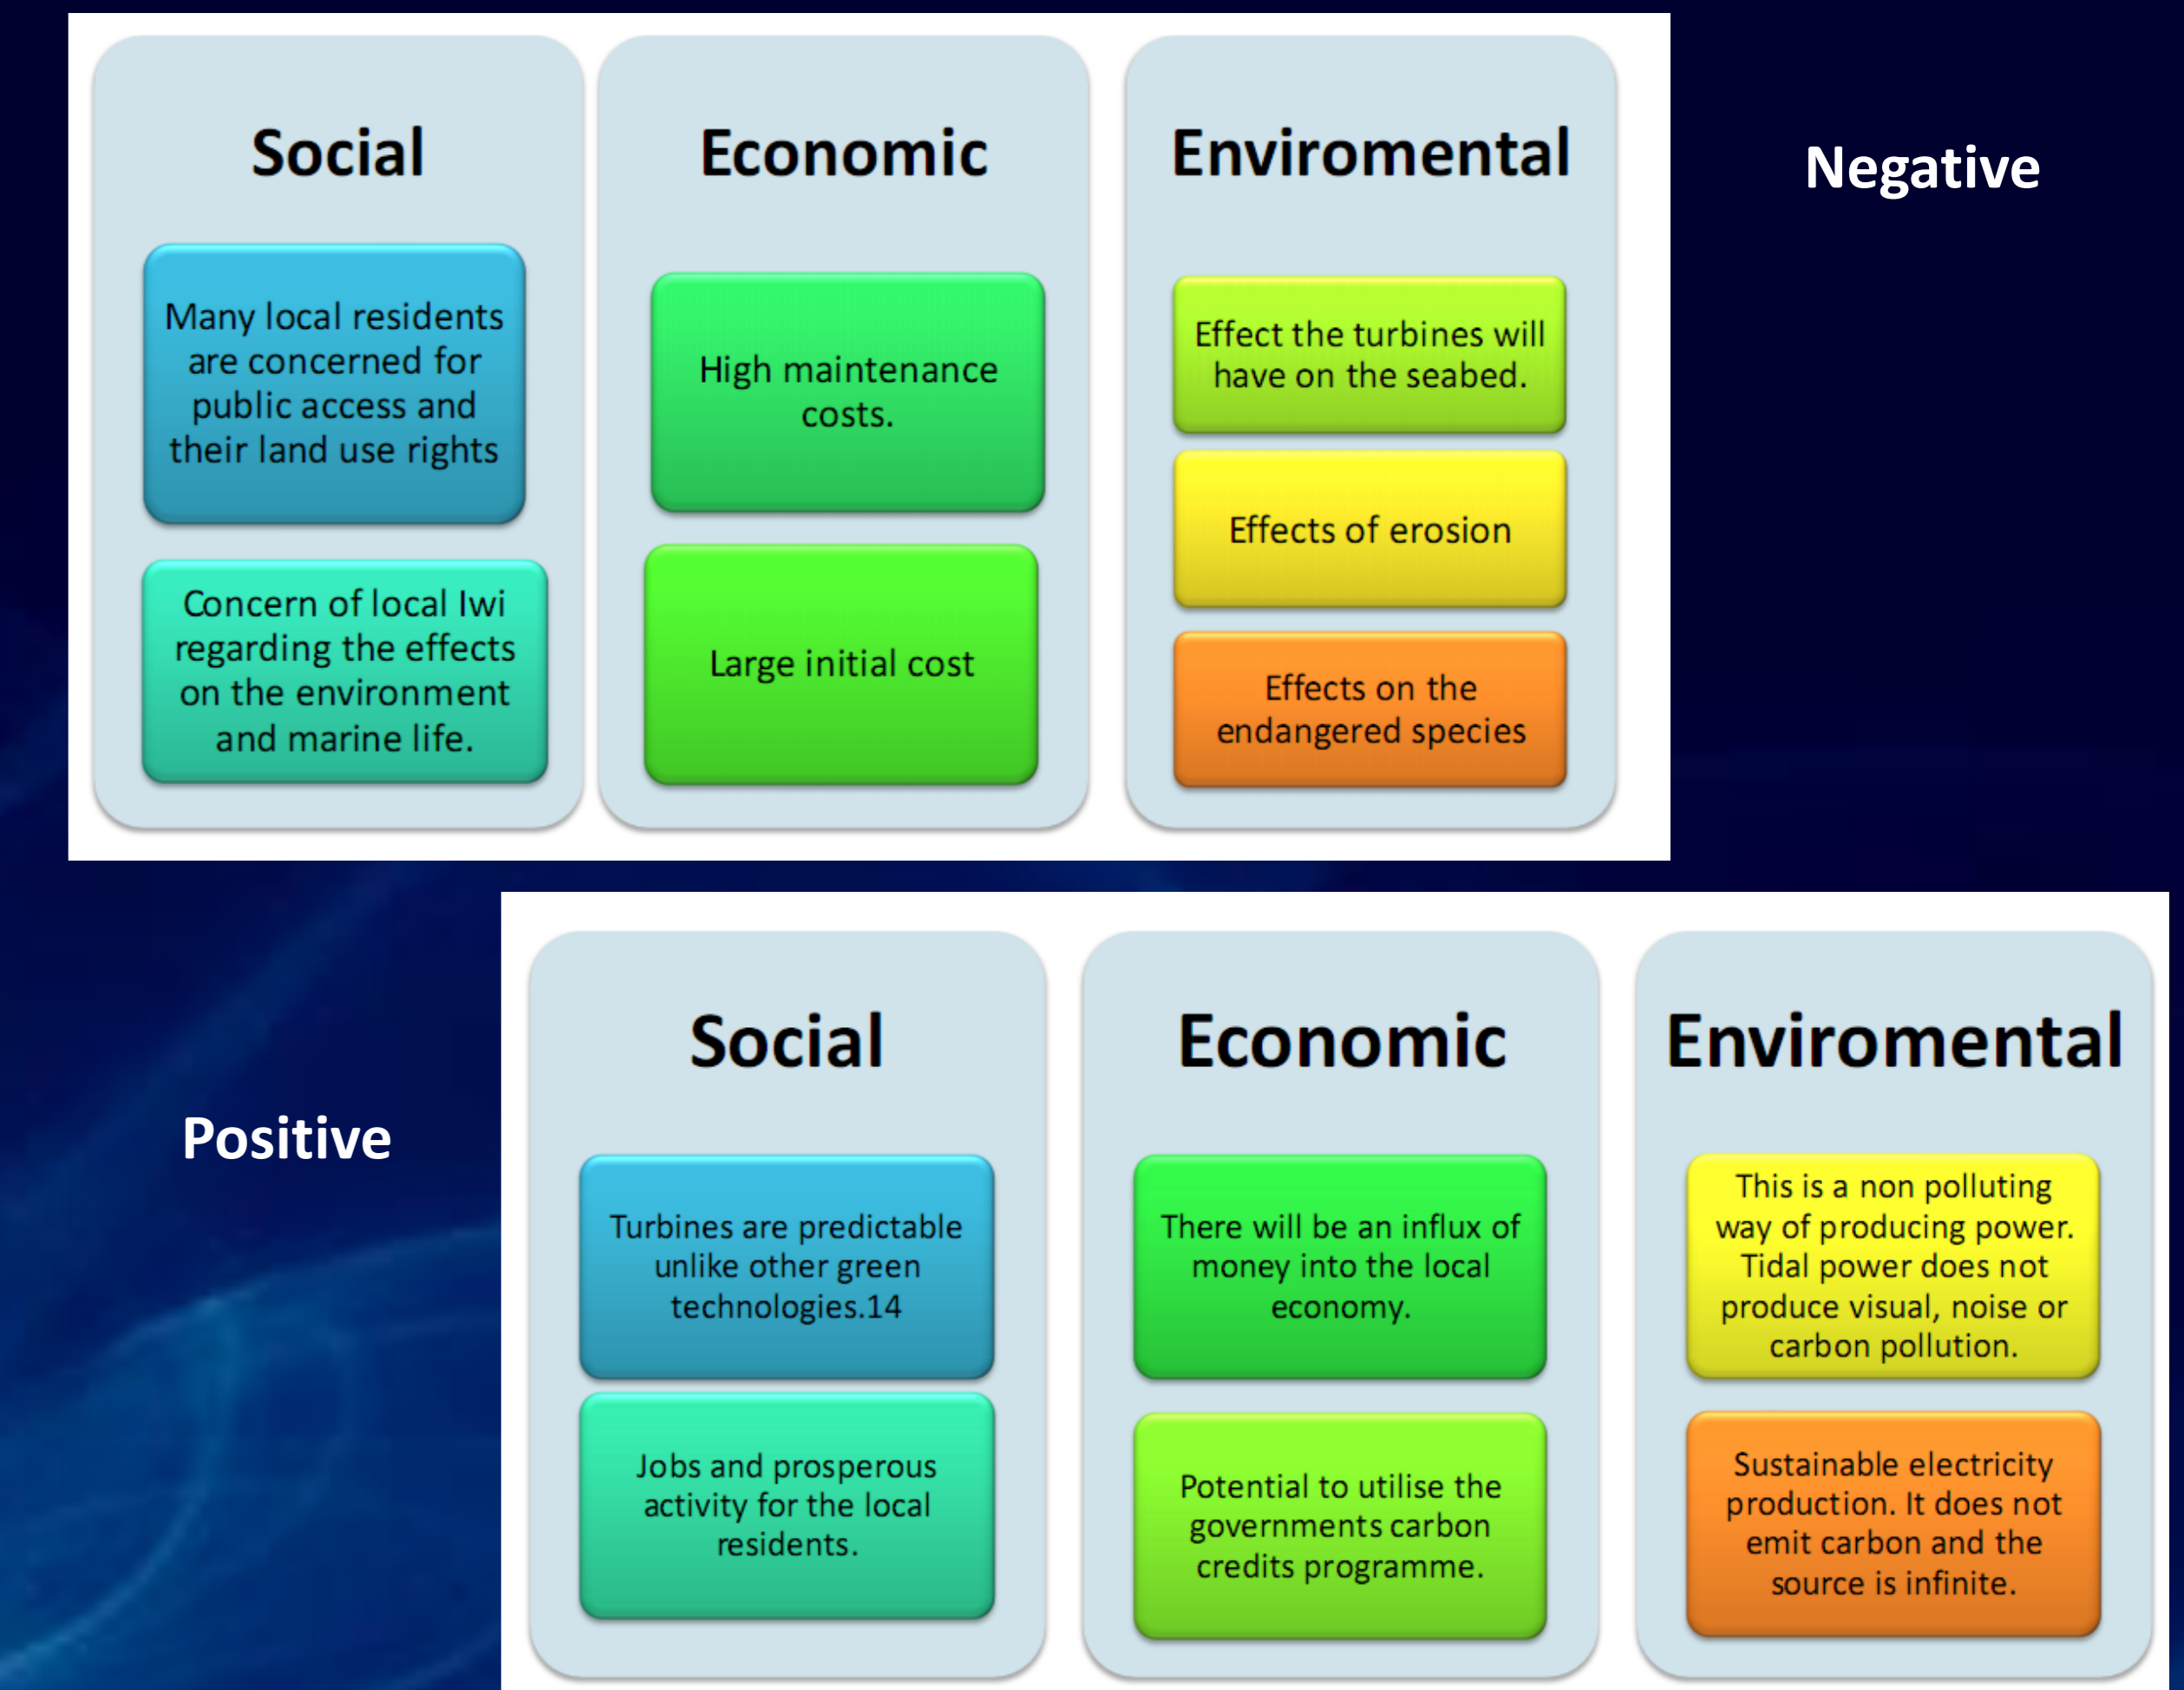 Social
Many local residents
are concerned for
public access and
their land use rights
Concern of local Iwi
regarding the effects
on the environment
and marine life.
Economic
High maintenance
costs.
Large initial cost
Enviromental
Effect the turbines will
have on the seabed.
Effects of erosion
Effects on the
endangered species
Negative
Positive
Social
Turbines are predictable
unlike other green
technologies.14
Jobs and prosperous
activity for the local
residents.
Economic
There will be an influx of
money into the local
economy.
Potential to utilise the
governments carbon
credits programme.
Enviromental
This is a non polluting
way of producing power.
Tidal power does not
produce visual, noise or
carbon pollution.
Sustainable electricity
production. It does not
emit carbon and the
source is infinite.